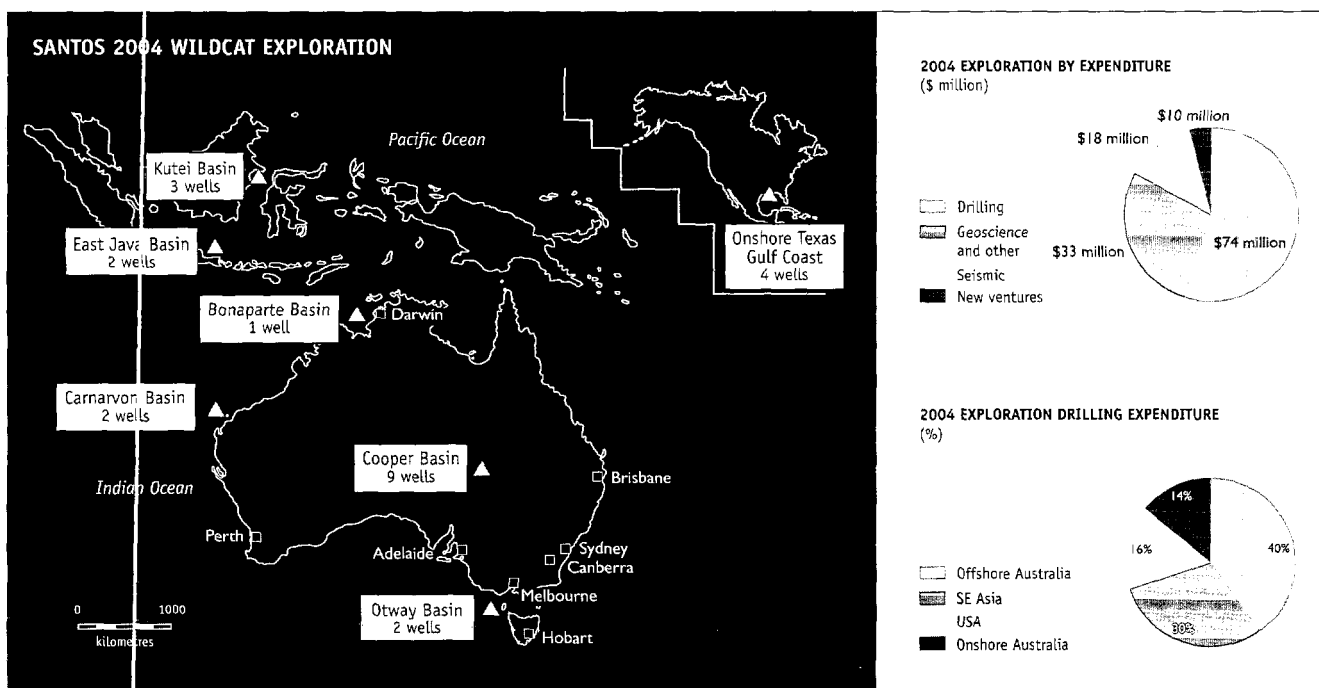 SANTOS 2004 WILDCAT EXPLORATION
Pacific Ocean
Kutei Basin
3 wells
East Java Basin
2 wells
Onshore Texas
Gulf Coast
4 wells
Bonaparte Basin
1 well
Darwin
Carnarvon Basin
2 wells
Cooper Basin
9 wells
Brisbane
Indian Ocean
Perth
Adelaide
Sydney
Canberra
Melbourne
Otway Basin
2 wells
Hobart
0 1000
kilometres
2004 EXPLORATION BY EXPENDITURE
($ million)
$10 million
$18 million
$33 million
$74 million
Drilling
Geoscience
and other
Seismic
New ventures
2004 EXPLORATION DRILLING EXPENDITURE
(%)
14%
16%
40%
30%
Offshore Australia
SE Asia
USA
Onshore Australia